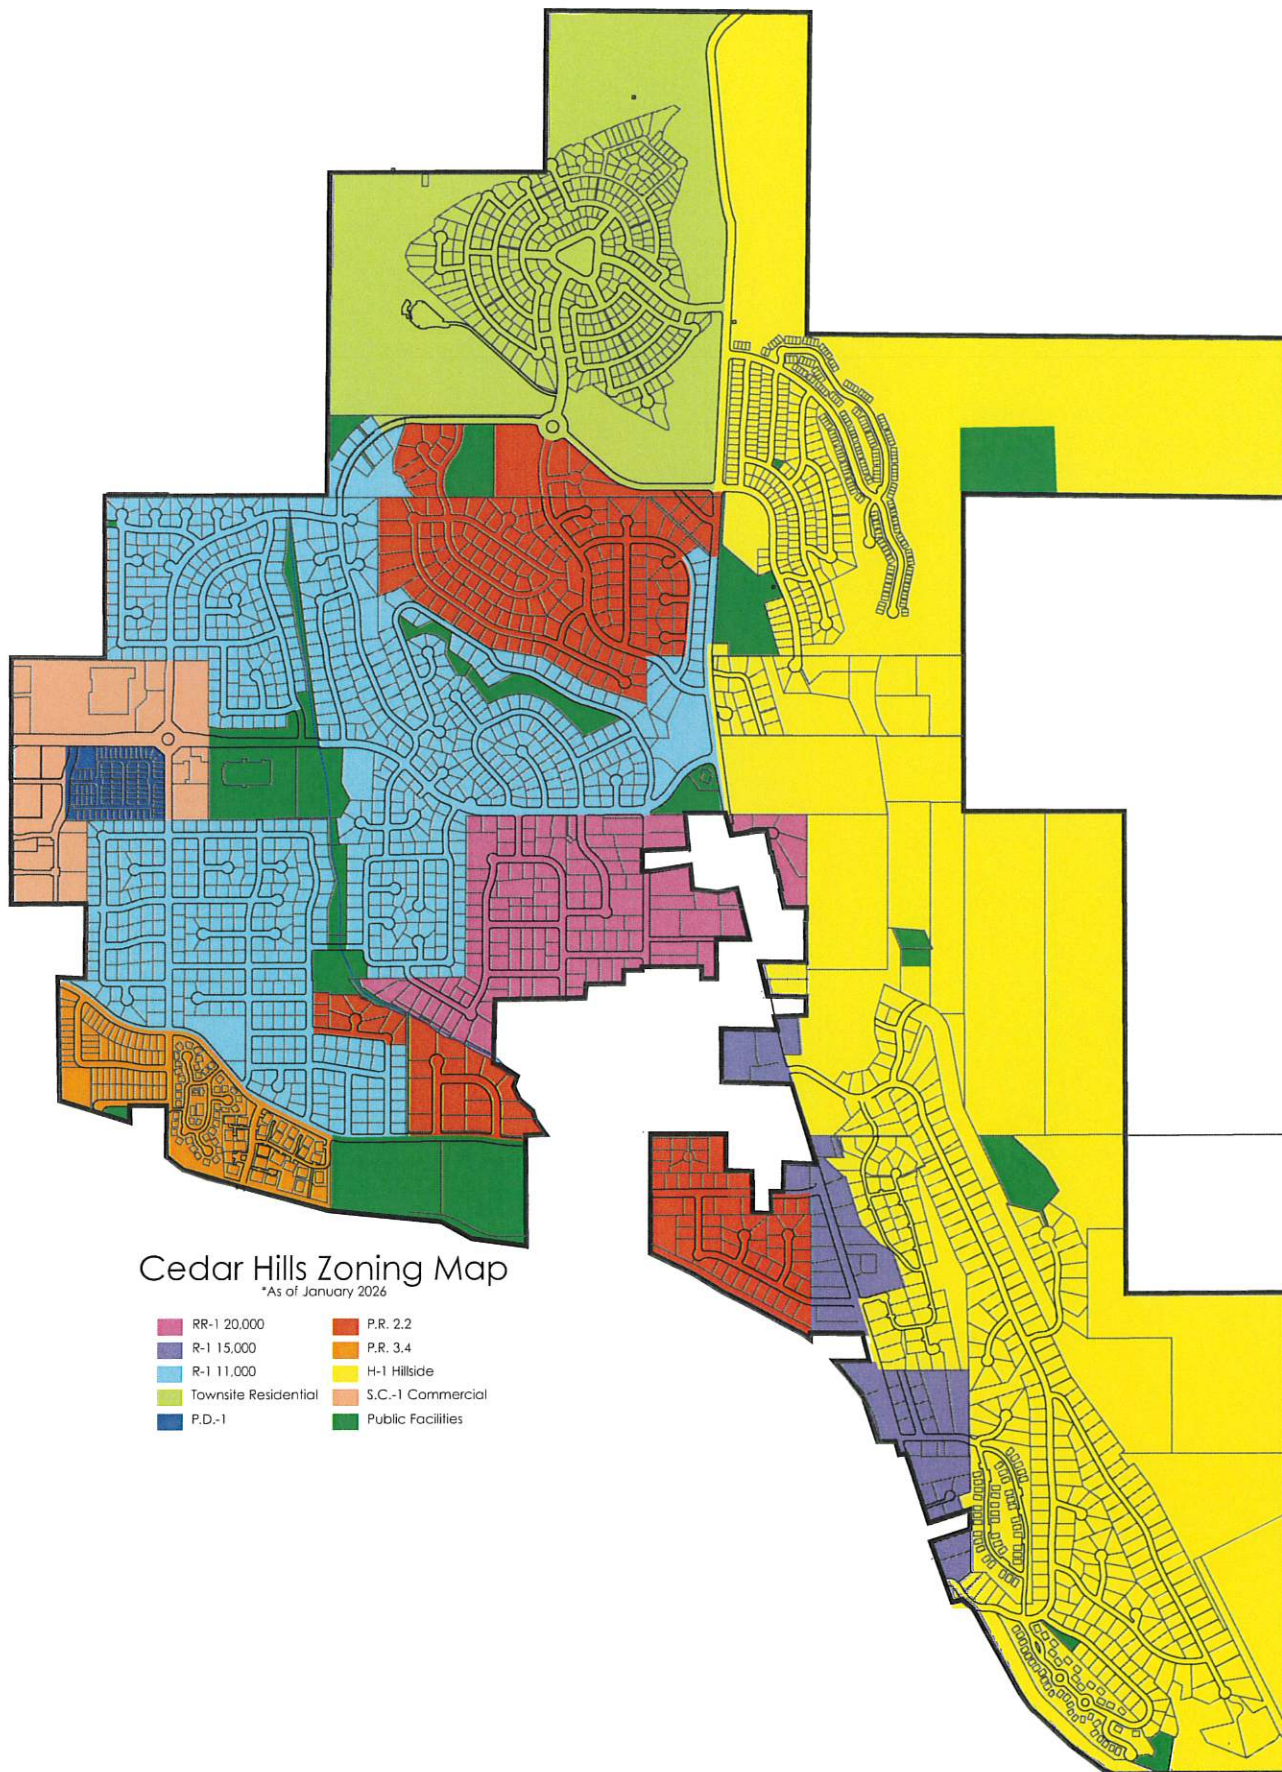 Cedar Hills Zoning Map
*As of January 2026
RR-1 20,000
R-1 15,000
R-1 11,000
Townsite Residential
P.D.-1
P.R. 2.2
P.R. 3.4
H-1 Hillside
S.C.-1 Commercial
Public Facilities